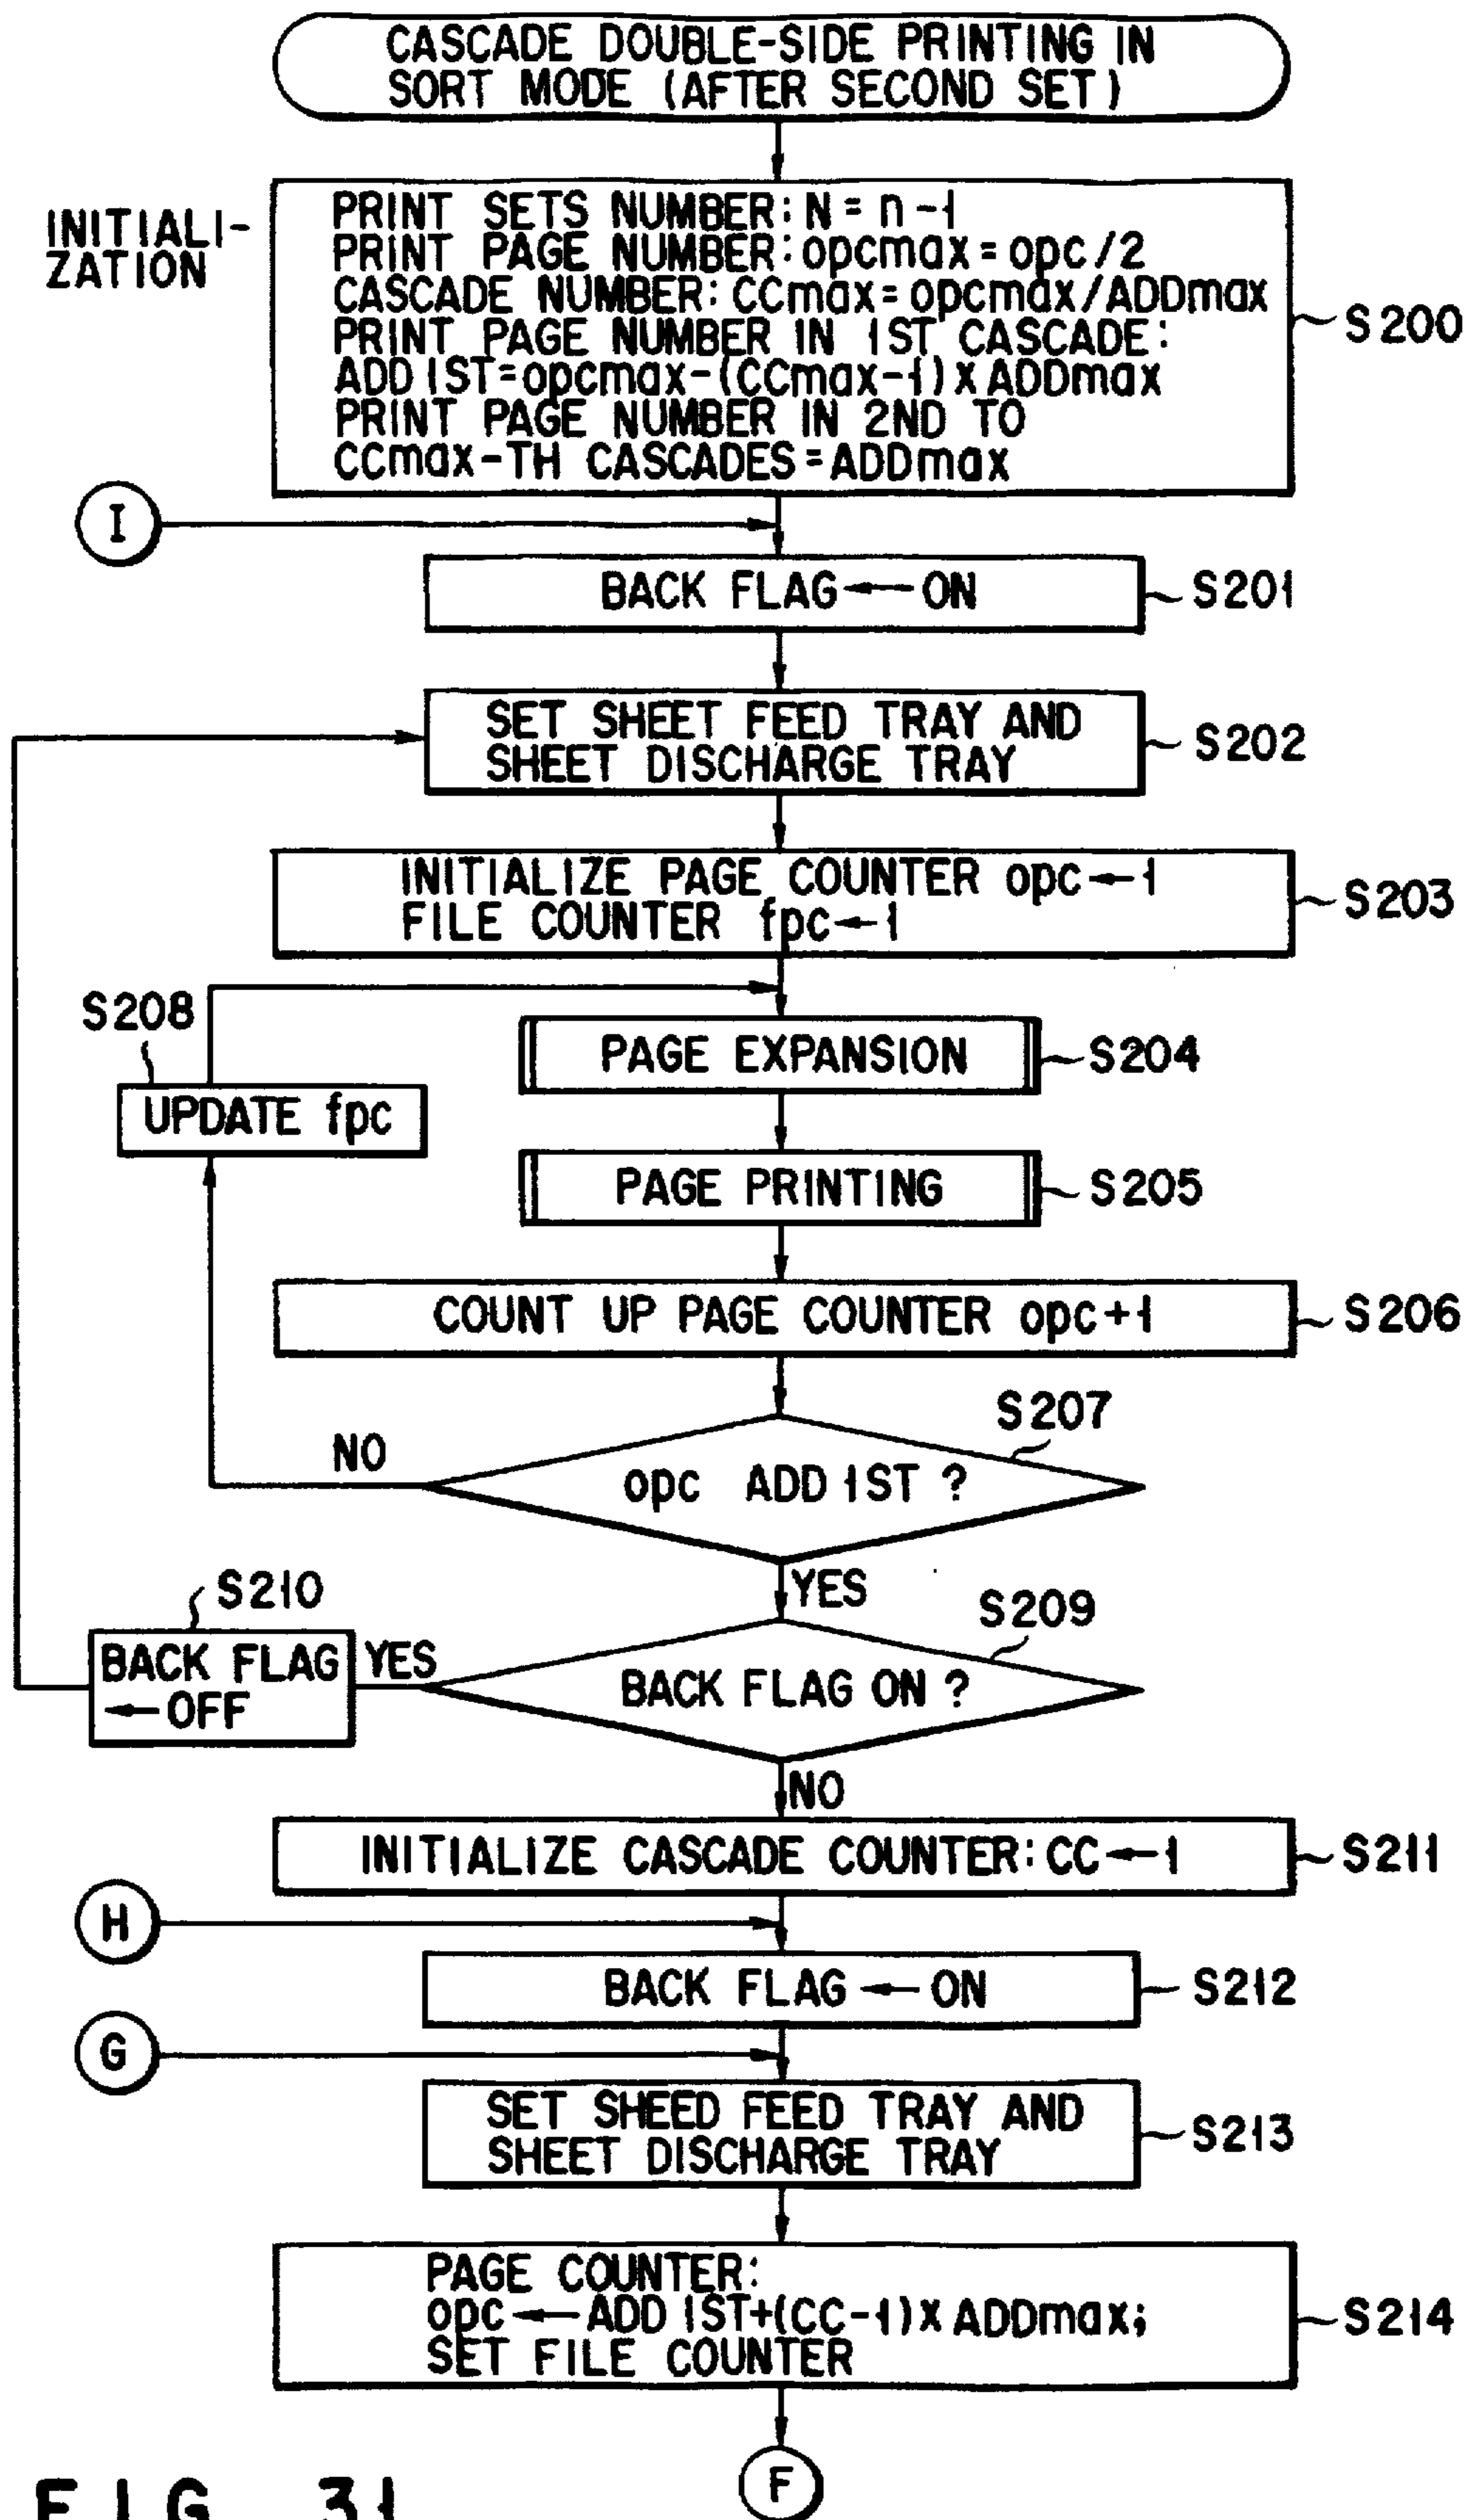 CASCADE DOUBLE-SIDE PRINTING IN
SORT MODE (AFTER SECOND SET)
INITIALI-
ZATION
PRINT SETS NUMBER: N = n-1
PRINT PAGE NUMBER: opcmax = opc/2
CASCADE NUMBER: CCmax = opcmax/ADDmax
PRINT PAGE NUMBER IN 1ST CASCADE:
ADD 1ST=opcmax-(CCmax-1)X ADDmax
PRINT PAGE NUMBER IN 2ND TO
CCmax-TH CASCADES = ADDmax
S200
I
BACK FLAG ← ON
S201
SET SHEET FEED TRAY AND
SHEET DISCHARGE TRAY
S202
INITIALIZE PAGE COUNTER opc ← 1
FILE COUNTER fpc ← 1
S203
S208
PAGE EXPANSION
S204
UPDATE fpc
PAGE PRINTING
S205
COUNT UP PAGE COUNTER opc+1
S206
S207
NO
opc ADD 1ST ?
YES
S210
S209
BACK FLAG
← OFF
YES
BACK FLAG ON ?
NO
INITIALIZE CASCADE COUNTER: CC ← 1
S211
H
BACK FLAG ← ON
S212
G
SET SHEED FEED TRAY AND
SHEET DISCHARGE TRAY
S213
PAGE COUNTER:
opc ← ADD 1ST+(CC-1)X ADDmax;
SET FILE COUNTER
S214
F
FIG. 31